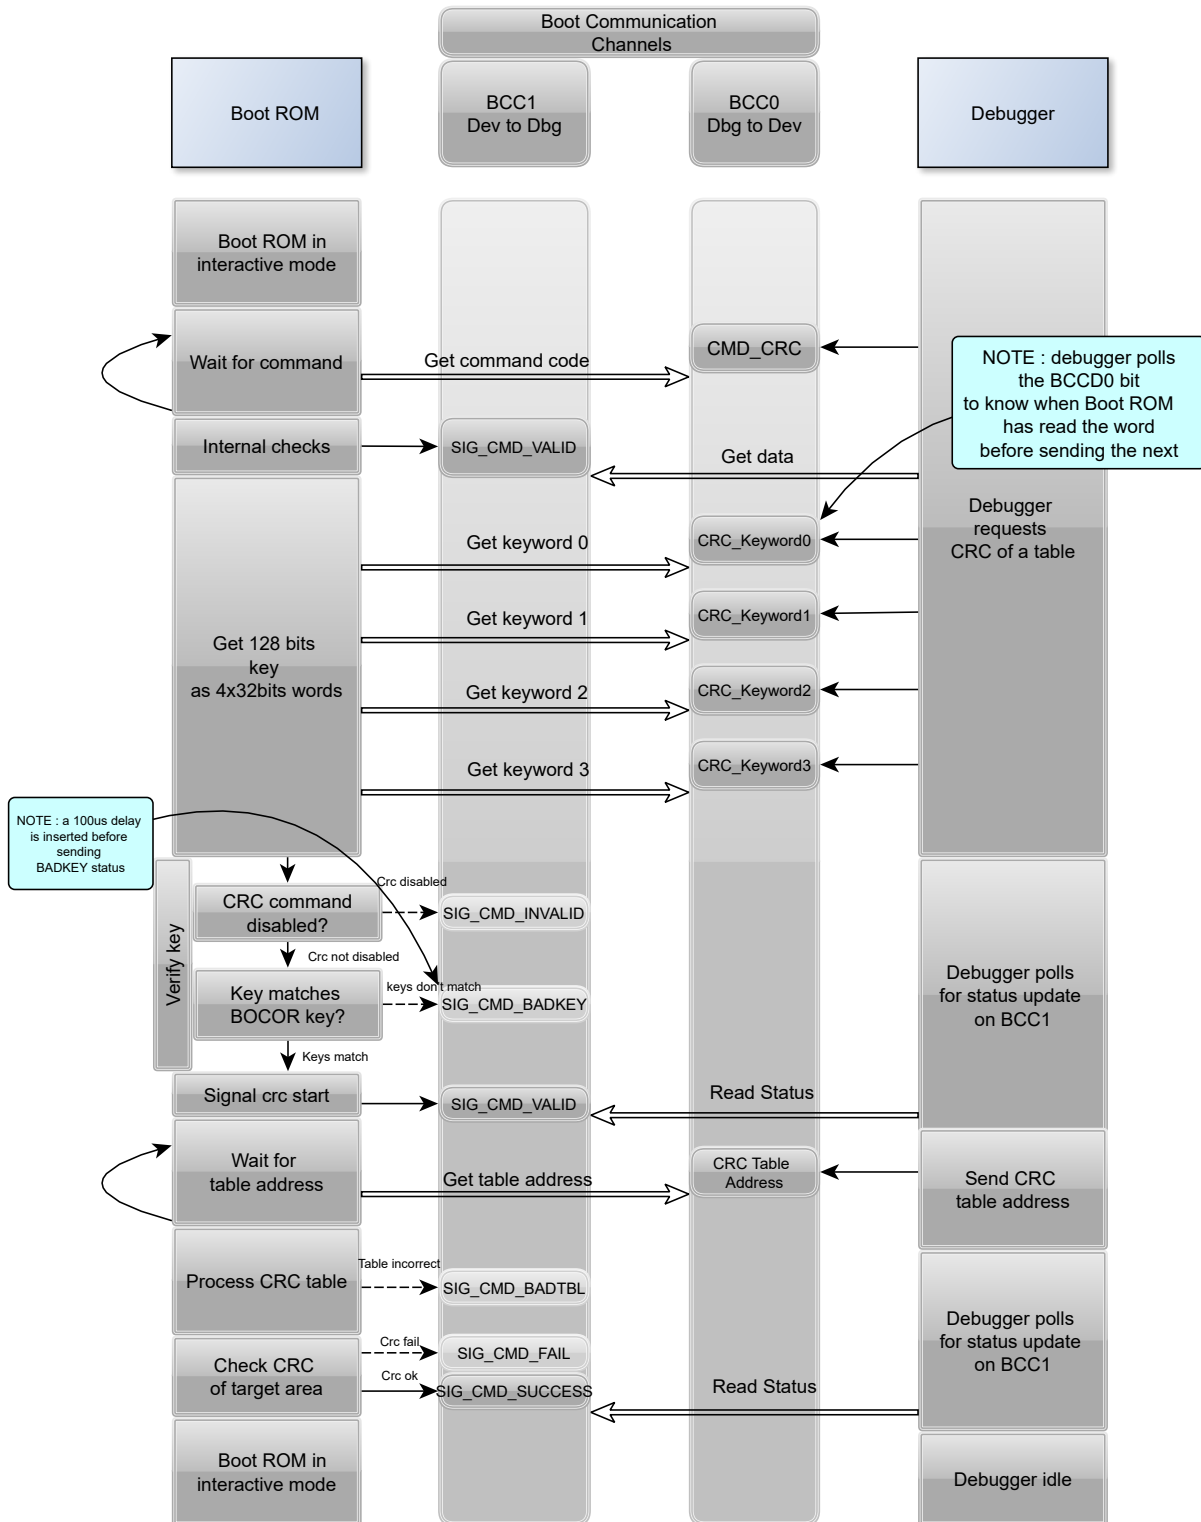 Boot Communication
Channels
Boot ROM
BCC1
Dev to Dbg
BCC0
Dbg to Dev
Debugger
Boot ROM in
interactive mode
Wait for command
Get command code
CMD_CRC
NOTE : debugger polls
the BCCD0 bit
to know when Boot ROM
has read the word
before sending the next
Internal checks
SIG_CMD_VALID
Get data
Debugger
requests
CRC of a table
Get keyword 0
CRC_Keyword0
Get keyword 1
CRC_Keyword1
Get 128 bits
key
as 4x32bits words
Get keyword 2
CRC_Keyword2
Get keyword 3
CRC_Keyword3
NOTE : a 100us delay
is inserted before
sending
BADKEY status
Verify key
CRC command
disabled?
Crc disabled
SIG_CMD_INVALID
Crc not disabled
Key matches
BOCOR key?
keys don't match
SIG_CMD_BADKEY
Debugger polls
for status update
on BCC1
Keys match
Signal crc start
SIG_CMD_VALID
Read Status
Wait for
table address
Get table address
CRC Table
Address
Send CRC
table address
Process CRC table
Table incorrect
SIG_CMD_BADTBL
Debugger polls
for status update
on BCC1
Check CRC
of target area
Crc fail
SIG_CMD_FAIL
Crc ok
SIG_CMD_SUCCESS
Read Status
Boot ROM in
interactive mode
Debugger idle